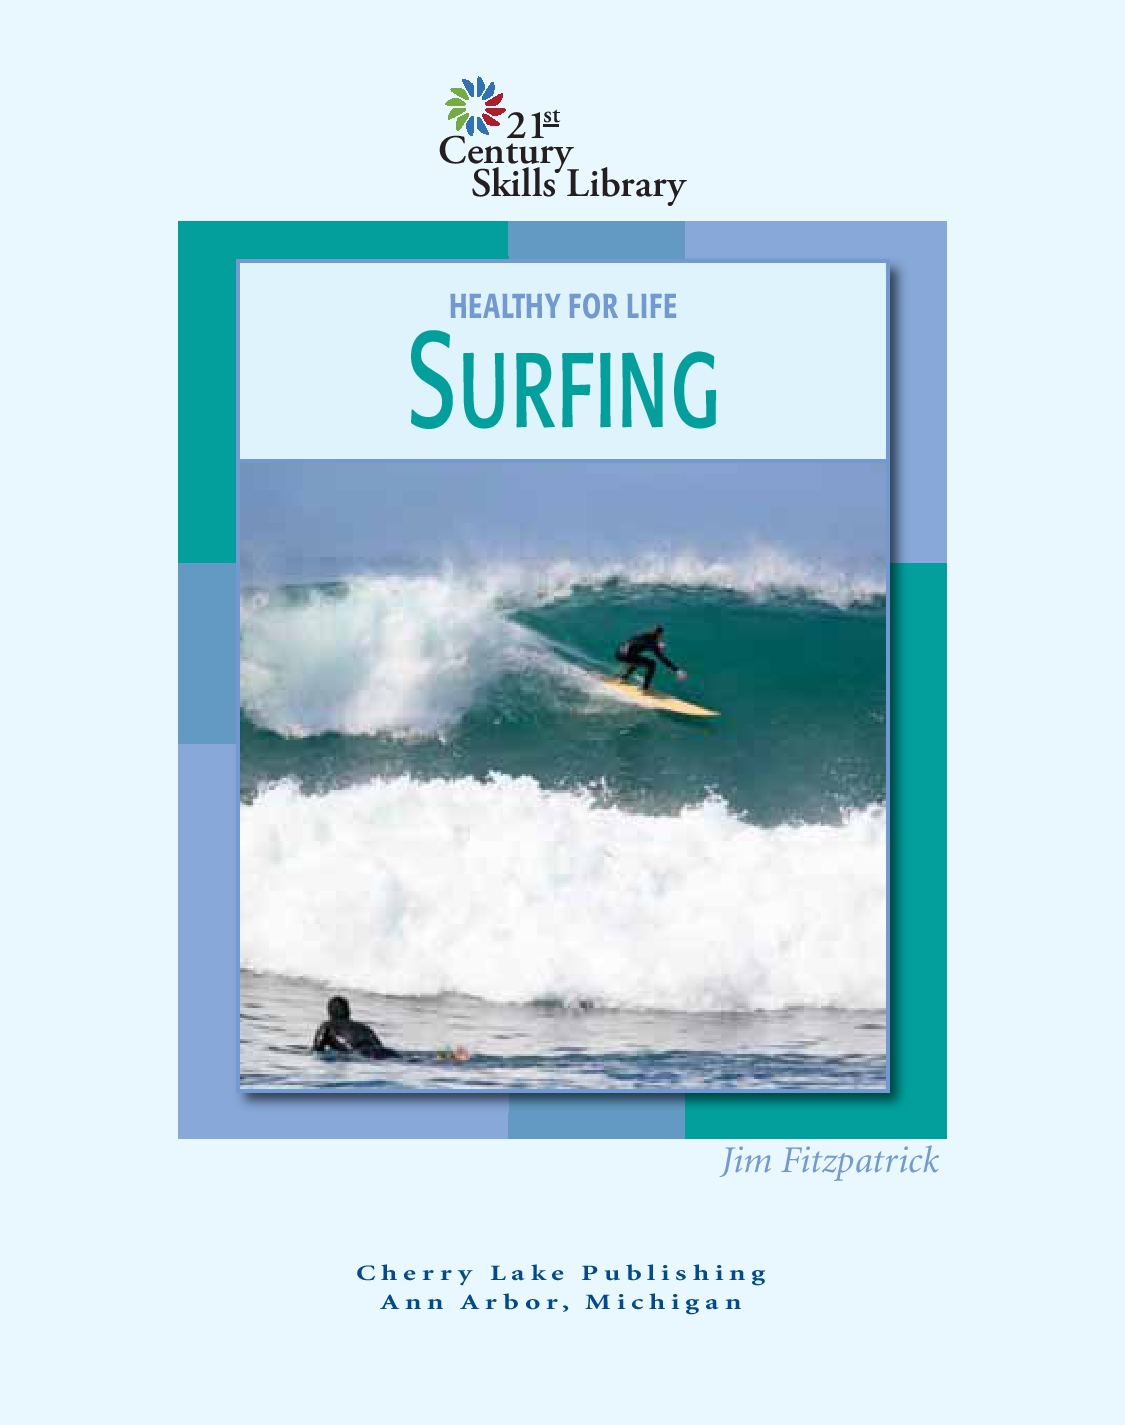 21st
Century
Skills Library
HEALTHY FOR LIFE
SURFING
Jim Fitzpatrick
Cherry Lake Publishing
Ann Arbor, Michigan